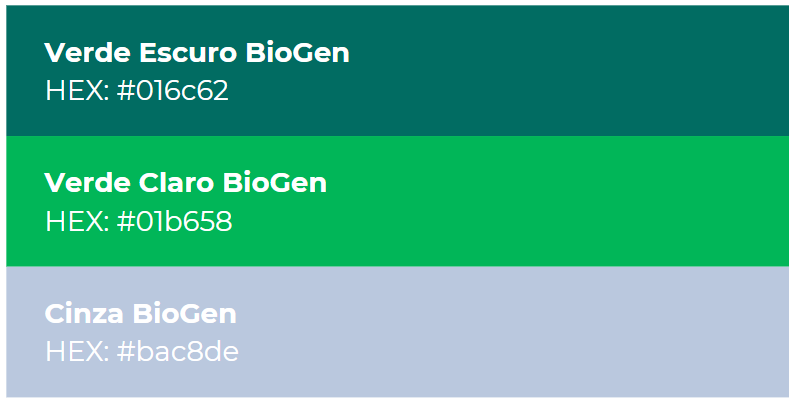 Verde Escuro BioGen
HEX: #016c62
Verde Claro BioGen
HEX: #01b658
Cinza BioGen
HEX: #bac8de